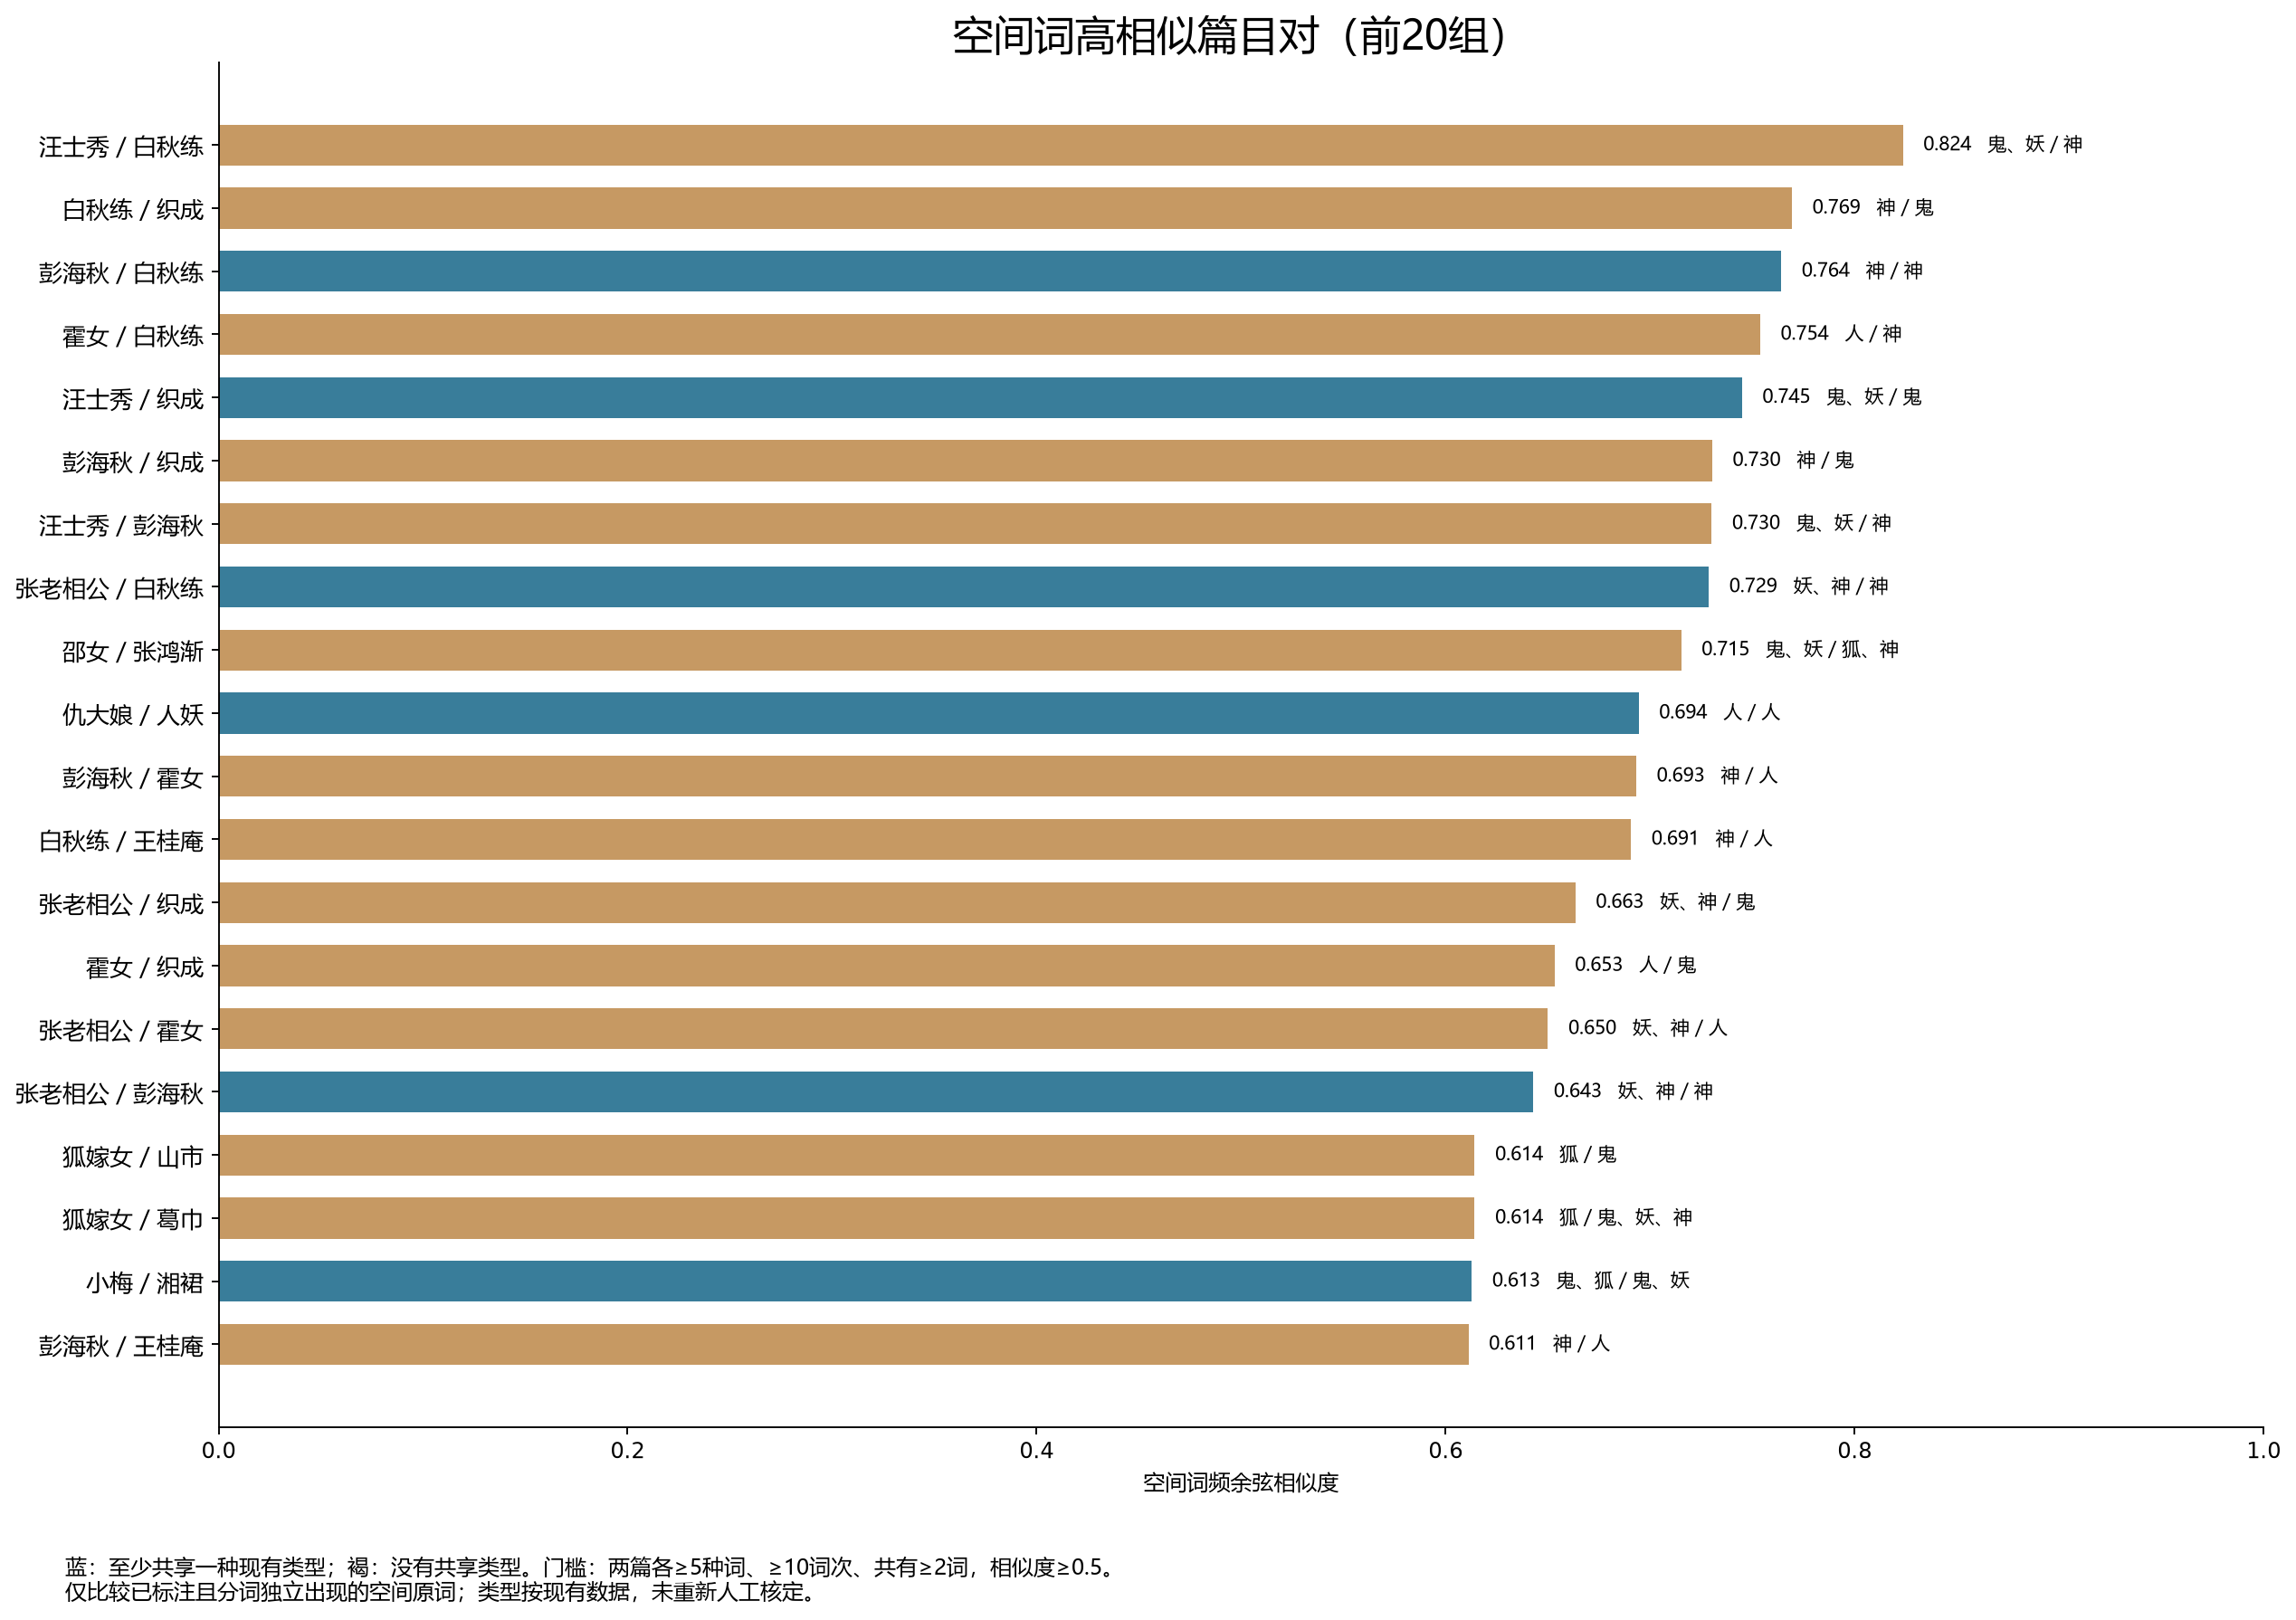 空间词高相似篇目对（前20组）
汪士秀 / 白秋练 0.824 鬼、妖 / 神
白秋练 / 织成 0.769 神 / 鬼
彭海秋 / 白秋练 0.764 神 / 神
霍女 / 白秋练 0.754 人 / 神
汪士秀 / 织成 0.745 鬼、妖 / 鬼
彭海秋 / 织成 0.730 神 / 鬼
汪士秀 / 彭海秋 0.730 鬼、妖 / 神
张老相公 / 白秋练 0.729 妖、神 / 神
邵女 / 张鸿渐 0.715 鬼、妖 / 狐、神
仇大娘 / 人妖 0.694 人 / 人
彭海秋 / 霍女 0.693 神 / 人
白秋练 / 王桂庵 0.691 神 / 人
张老相公 / 织成 0.663 妖、神 / 鬼
霍女 / 织成 0.653 人 / 鬼
张老相公 / 霍女 0.650 妖、神 / 人
张老相公 / 彭海秋 0.643 妖、神 / 神
狐嫁女 / 山市 0.614 狐 / 鬼
狐嫁女 / 葛巾 0.614 狐 / 鬼、妖、神
小梅 / 湘裙 0.613 鬼、狐 / 鬼、妖
彭海秋 / 王桂庵 0.611 神 / 人
0.0 0.2 0.4 0.6 0.8 1.0
空间词频余弦相似度
蓝：至少共享一种现有类型；褐：没有共享类型。门槛：两篇各≥5种词、≥10词次、共有≥2词，相似度≥0.5。
仅比较已标注且分词独立出现的空间原词；类型按现有数据，未重新人工核定。